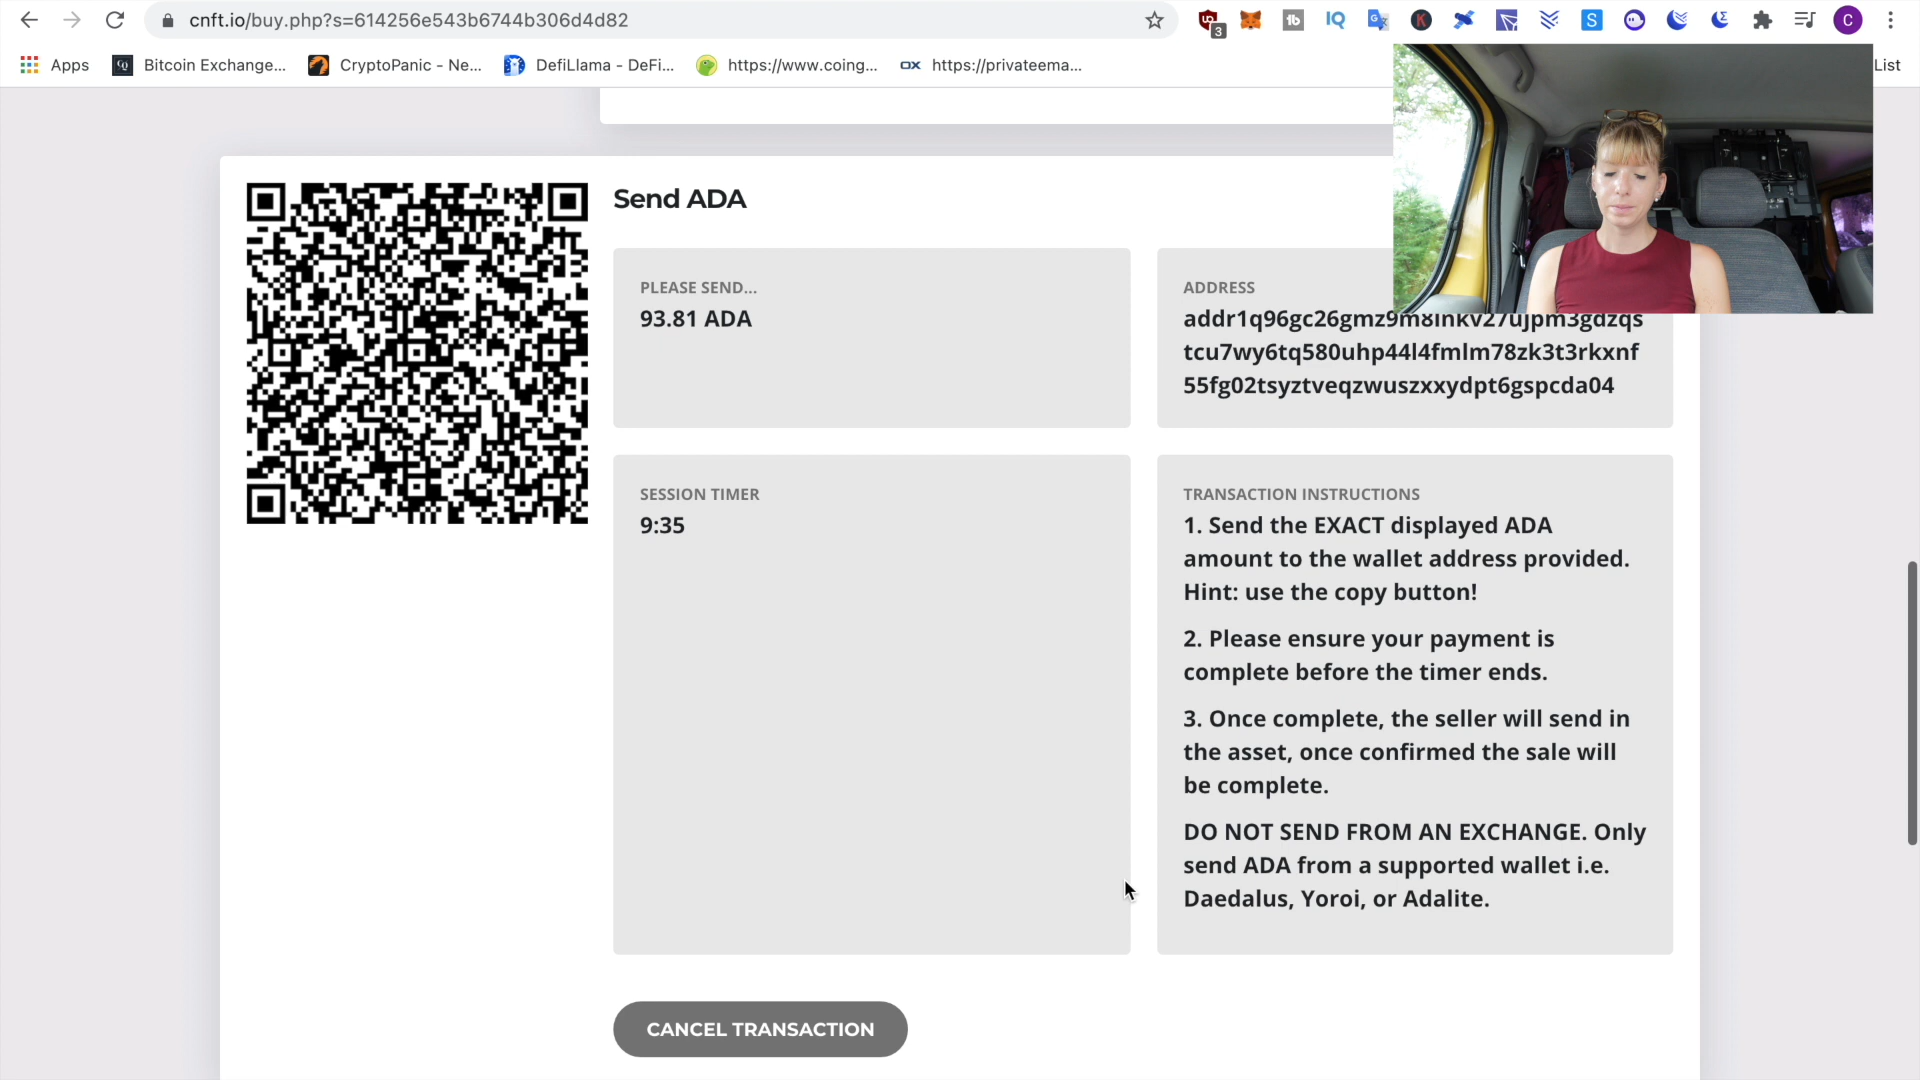 cnft.io/buy.php?s=614256e543b6744b306d4d82
3
C
Apps
Bitcoin Exchange...
CryptoPanic - Ne...
DefiLlama - DeFi...
https://www.coing...
https://privateema...
List
Send ADA
PLEASE SEND...
93.81 ADA
ADDRESS
tcu7wy6tq580uhp44l4fmlm78zk3t3rkxnf
55fg02tsyztveqzwuszxxydpt6gspcda04
SESSION TIMER
9:35
TRANSACTION INSTRUCTIONS
1. Send the EXACT displayed ADA
amount to the wallet address provided.
Hint: use the copy button!
2. Please ensure your payment is
complete before the timer ends.
3. Once complete, the seller will send in
the asset, once confirmed the sale will
be complete.
DO NOT SEND FROM AN EXCHANGE. Only
send ADA from a supported wallet i.e.
Daedalus, Yoroi, or Adalite.
CANCEL TRANSACTION